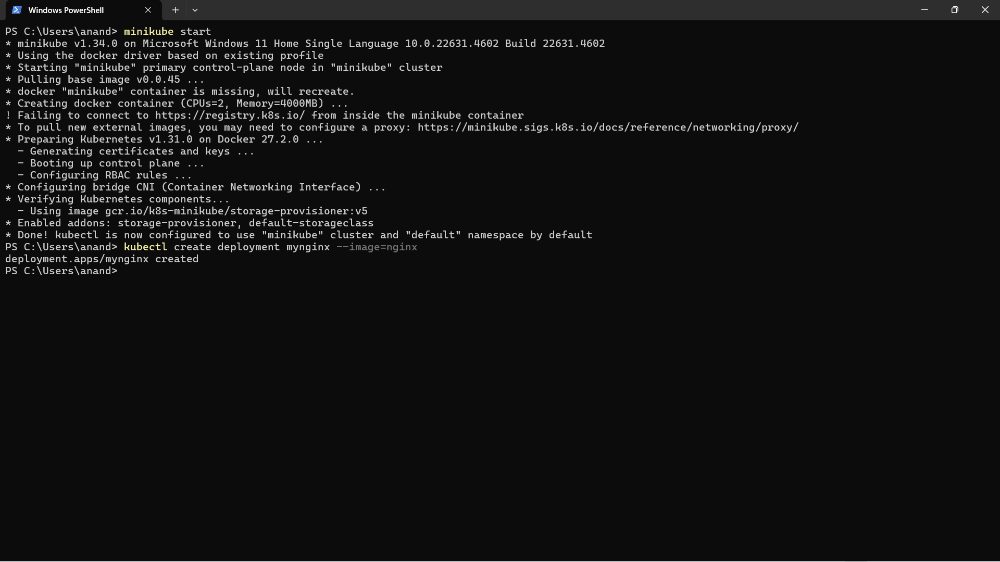 Windows PowerShell
PS C:\Users\anand> minikube start
* minikube v1.34.0 on Microsoft Windows 11 Home Single Language 10.0.22631.4602 Build 22631.4602
* Using the docker driver based on existing profile
* Starting "minikube" primary control-plane node in "minikube" cluster
* Pulling base image v0.0.45 ...
* docker "minikube" container is missing, will recreate.
* Creating docker container (CPUs=2, Memory=4000MB) ...
! Failing to connect to https://registry.k8s.io/ from inside the minikube container
* To pull new external images, you may need to configure a proxy: https://minikube.sigs.k8s.io/docs/reference/networking/proxy/
* Preparing Kubernetes v1.31.0 on Docker 27.2.0 ...
  - Generating certificates and keys ...
  - Booting up control plane ...
  - Configuring RBAC rules ...
* Configuring bridge CNI (Container Networking Interface) ...
* Verifying Kubernetes components...
  - Using image gcr.io/k8s-minikube/storage-provisioner:v5
* Enabled addons: storage-provisioner, default-storageclass
* Done! kubectl is now configured to use "minikube" cluster and "default" namespace by default
PS C:\Users\anand> kubectl create deployment mynginx --image=nginx
deployment.apps/mynginx created
PS C:\Users\anand>